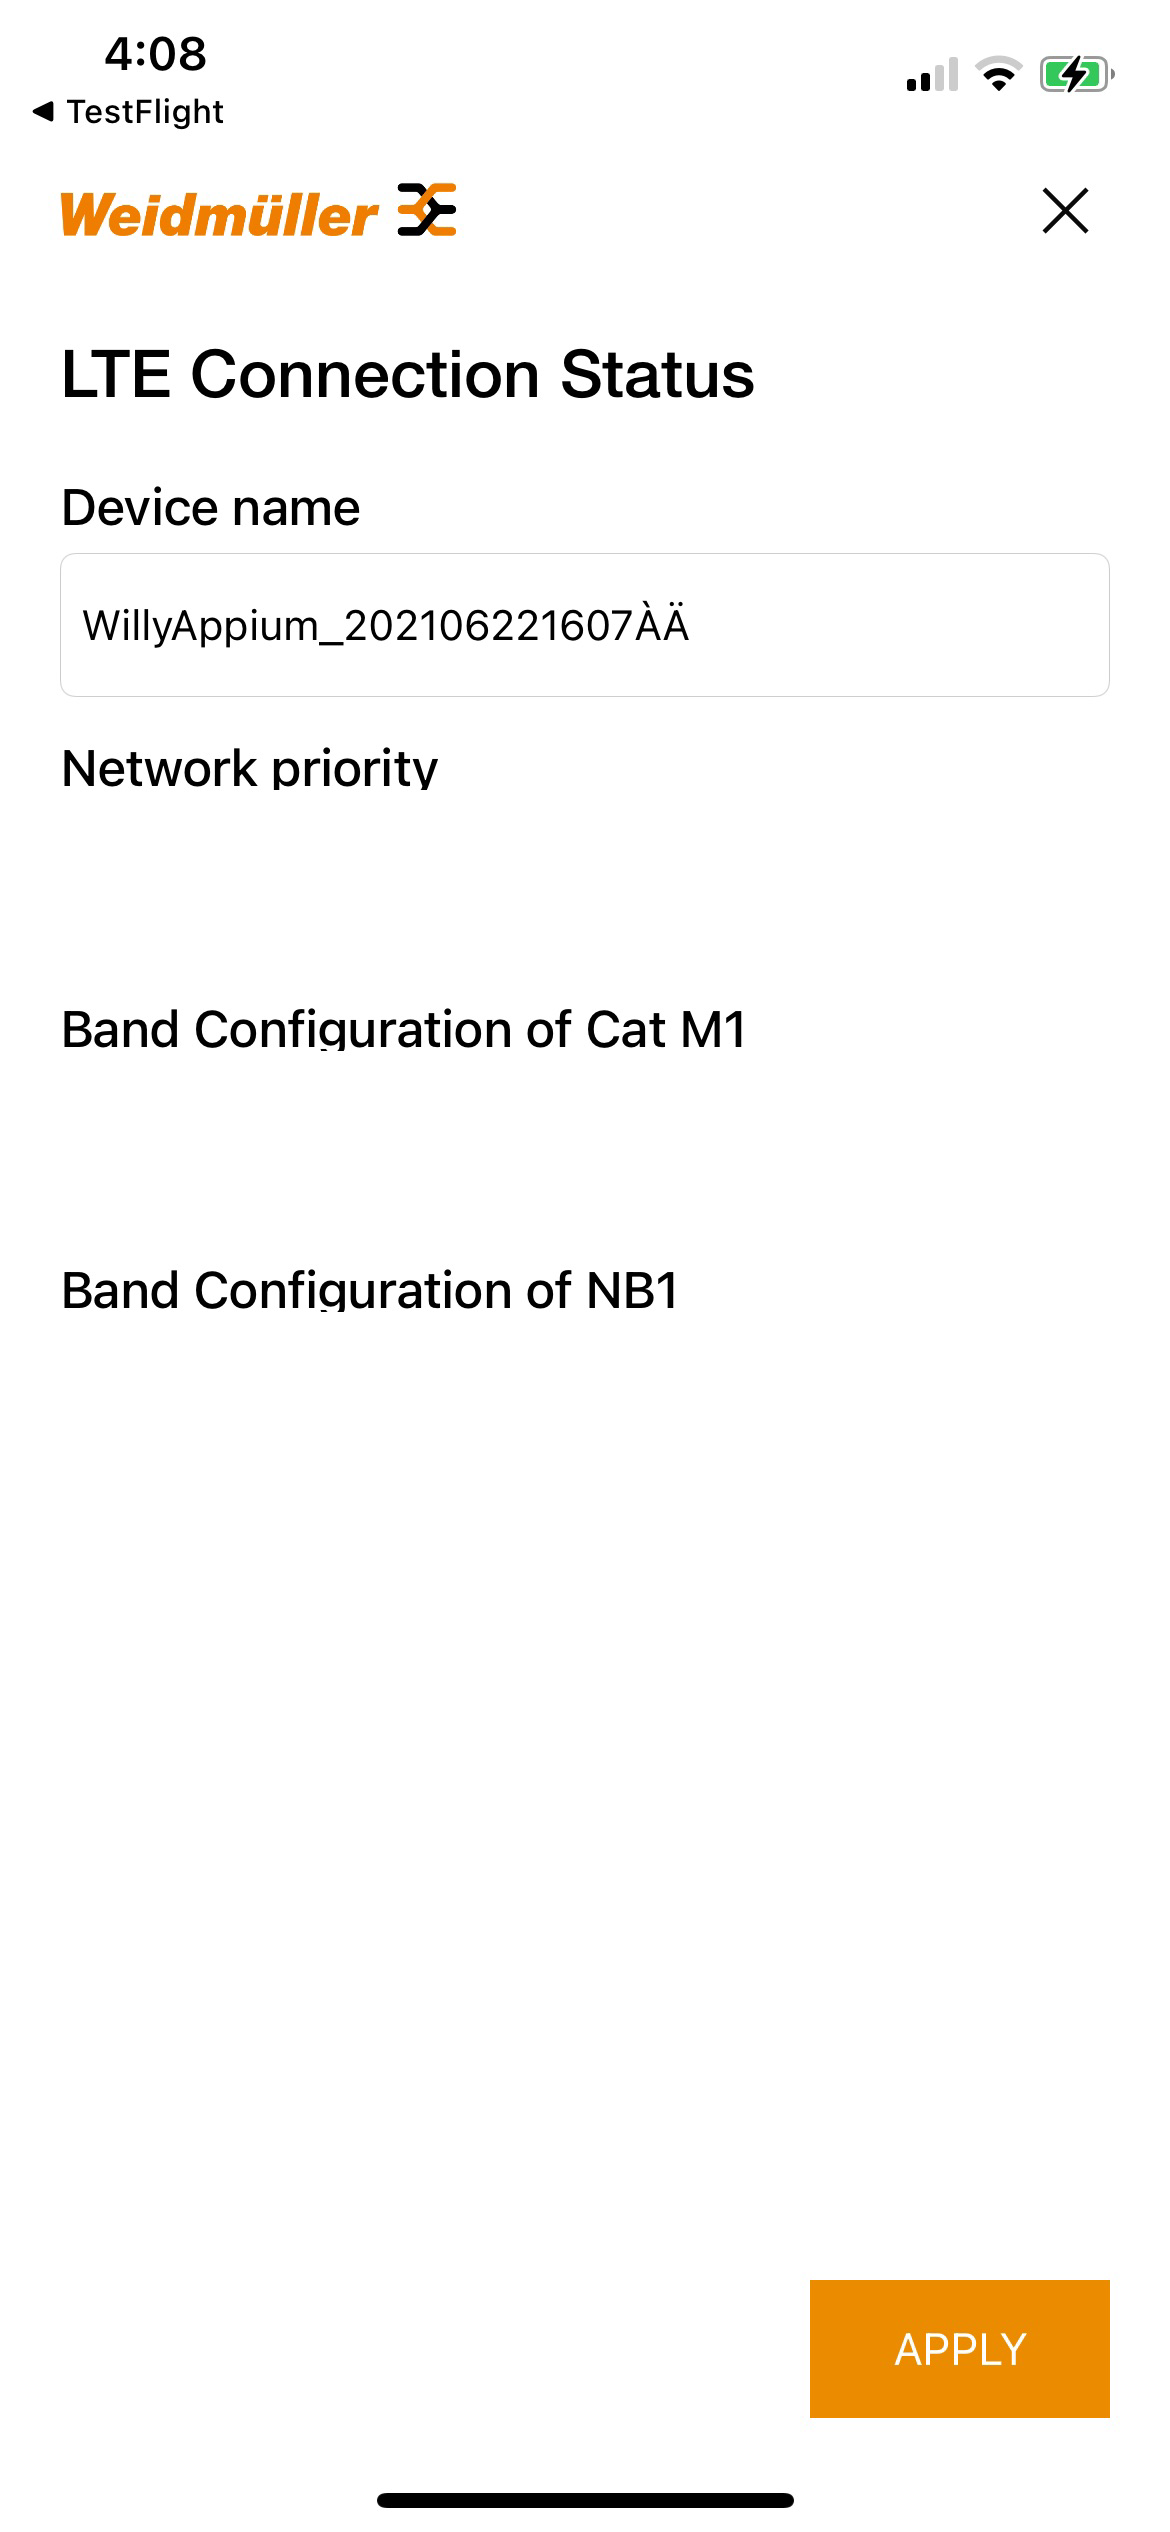 4:08
TestFlight
Weidmüller
LTE Connection Status
Device name
WillyAppium_202106221607ÀÄ
Network priority
Band Configuration of Cat M1
Band Configuration of NB1
APPLY